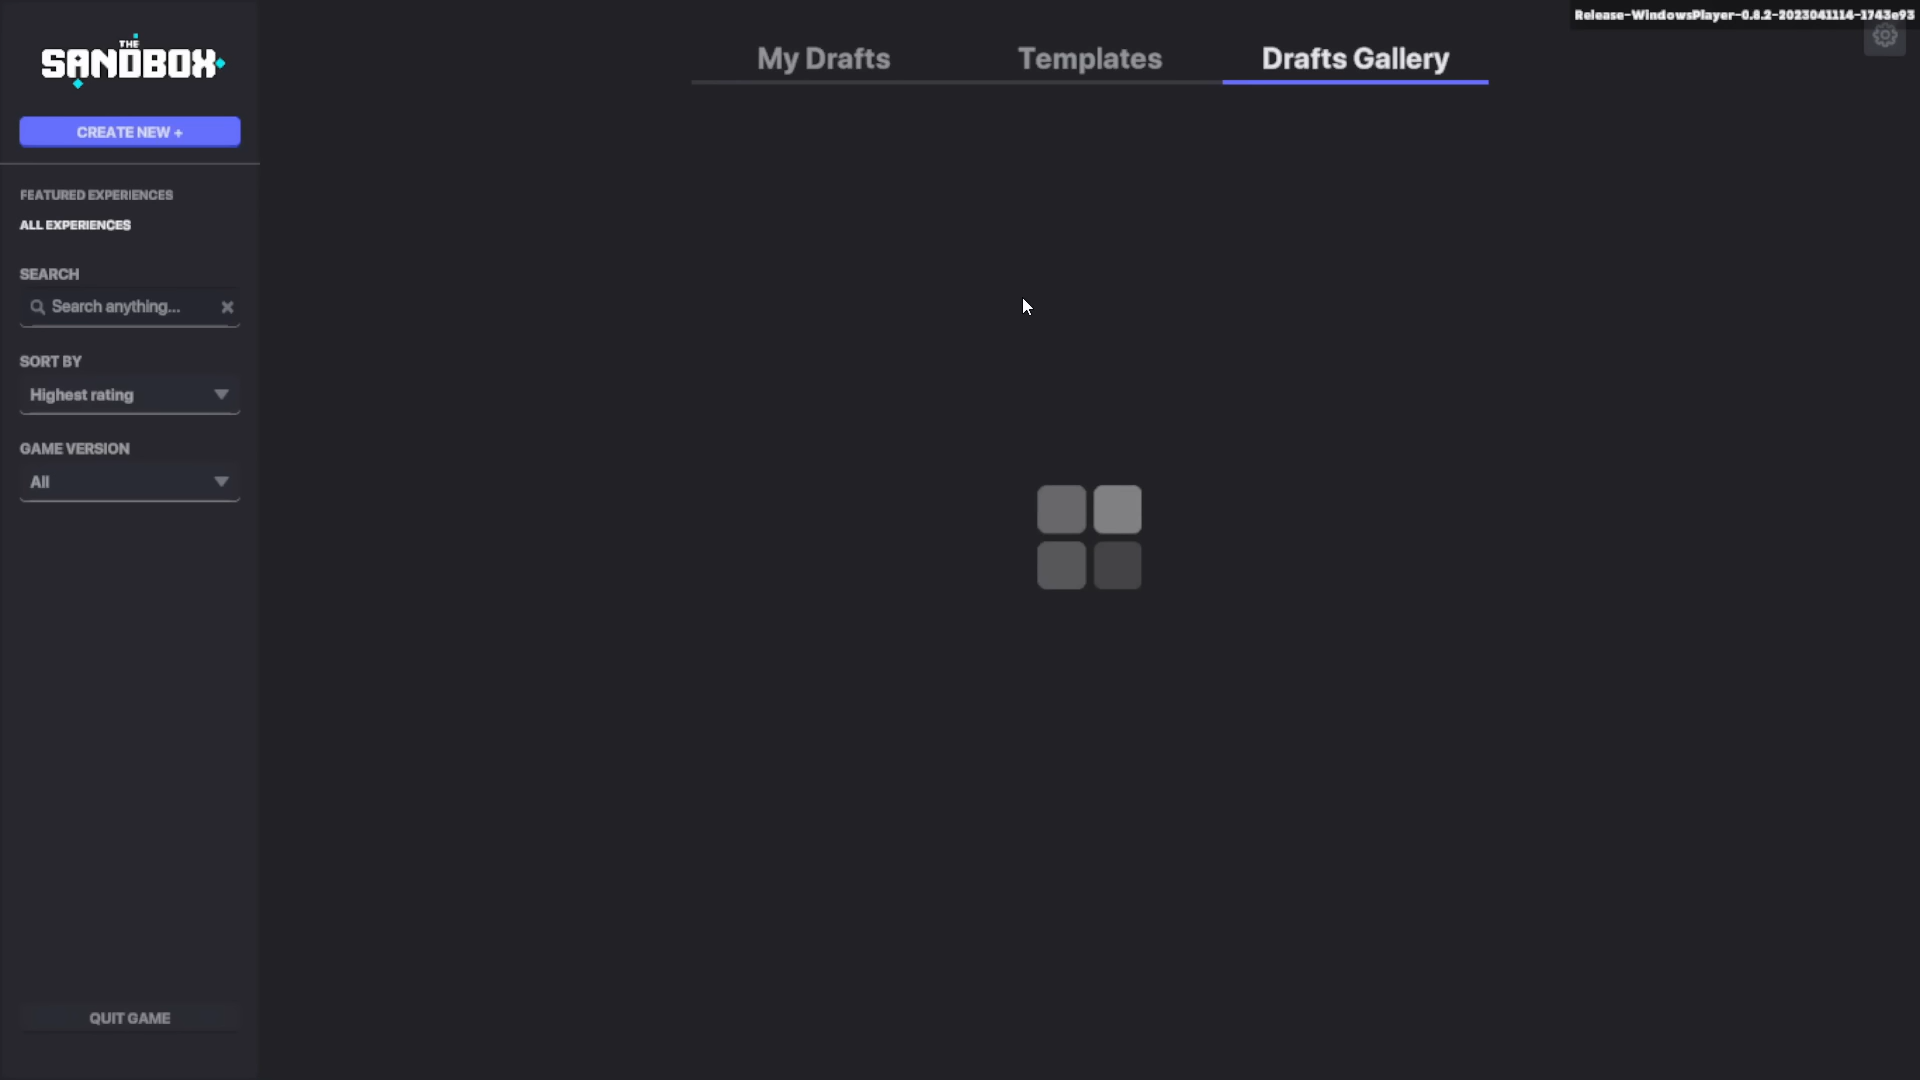 Release-WindowsPlayer-0.8.2-2023041114-1743e93
THE
SANDBOX
My Drafts
Templates
Drafts Gallery
CREATE NEW +
FEATURED EXPERIENCES
ALL EXPERIENCES
SEARCH
Search anything...
SORT BY
Highest rating
GAME VERSION
All
QUIT GAME